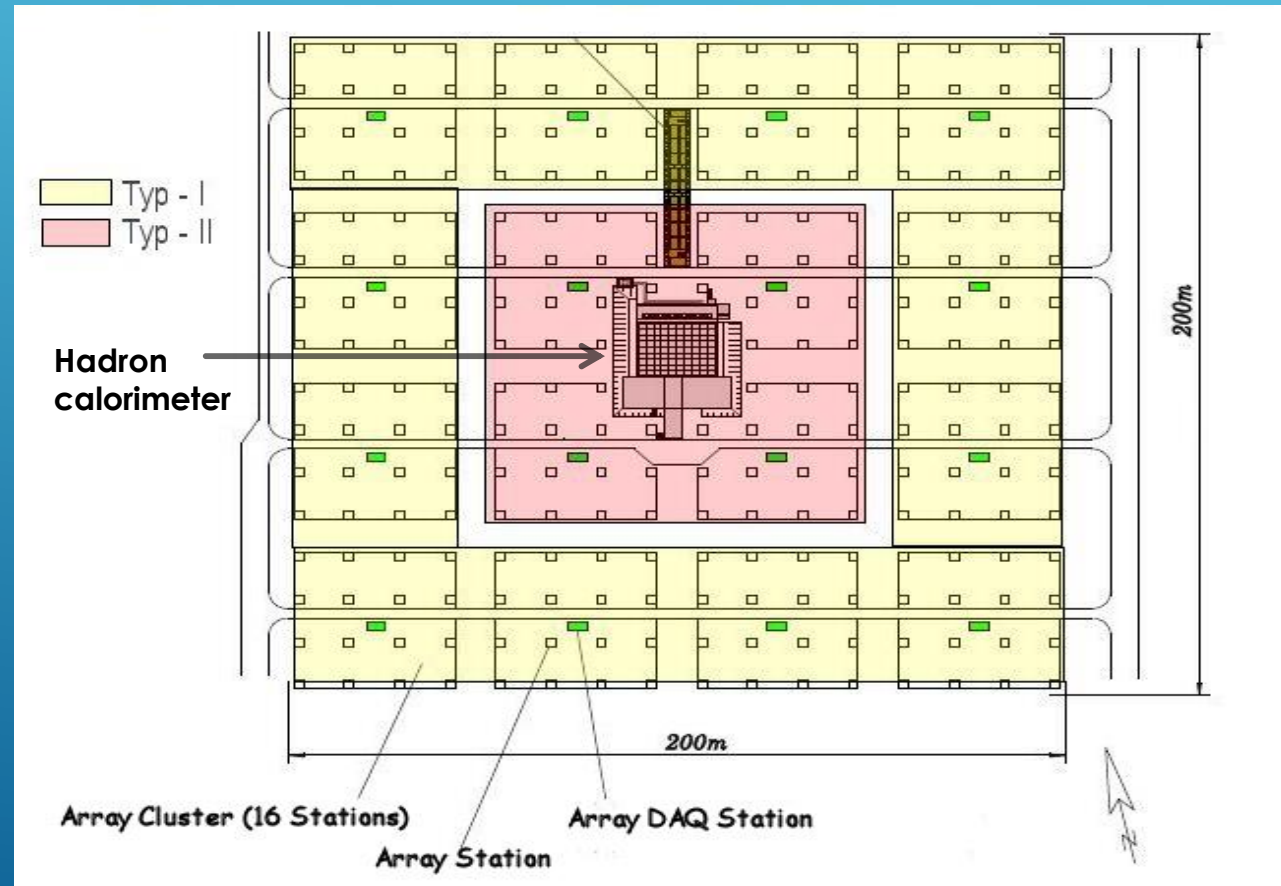 Typ - I
Typ - II
Hadron
calorimeter
200m
200m
Array Cluster (16 Stations)
Array DAQ Station
Array Station
N